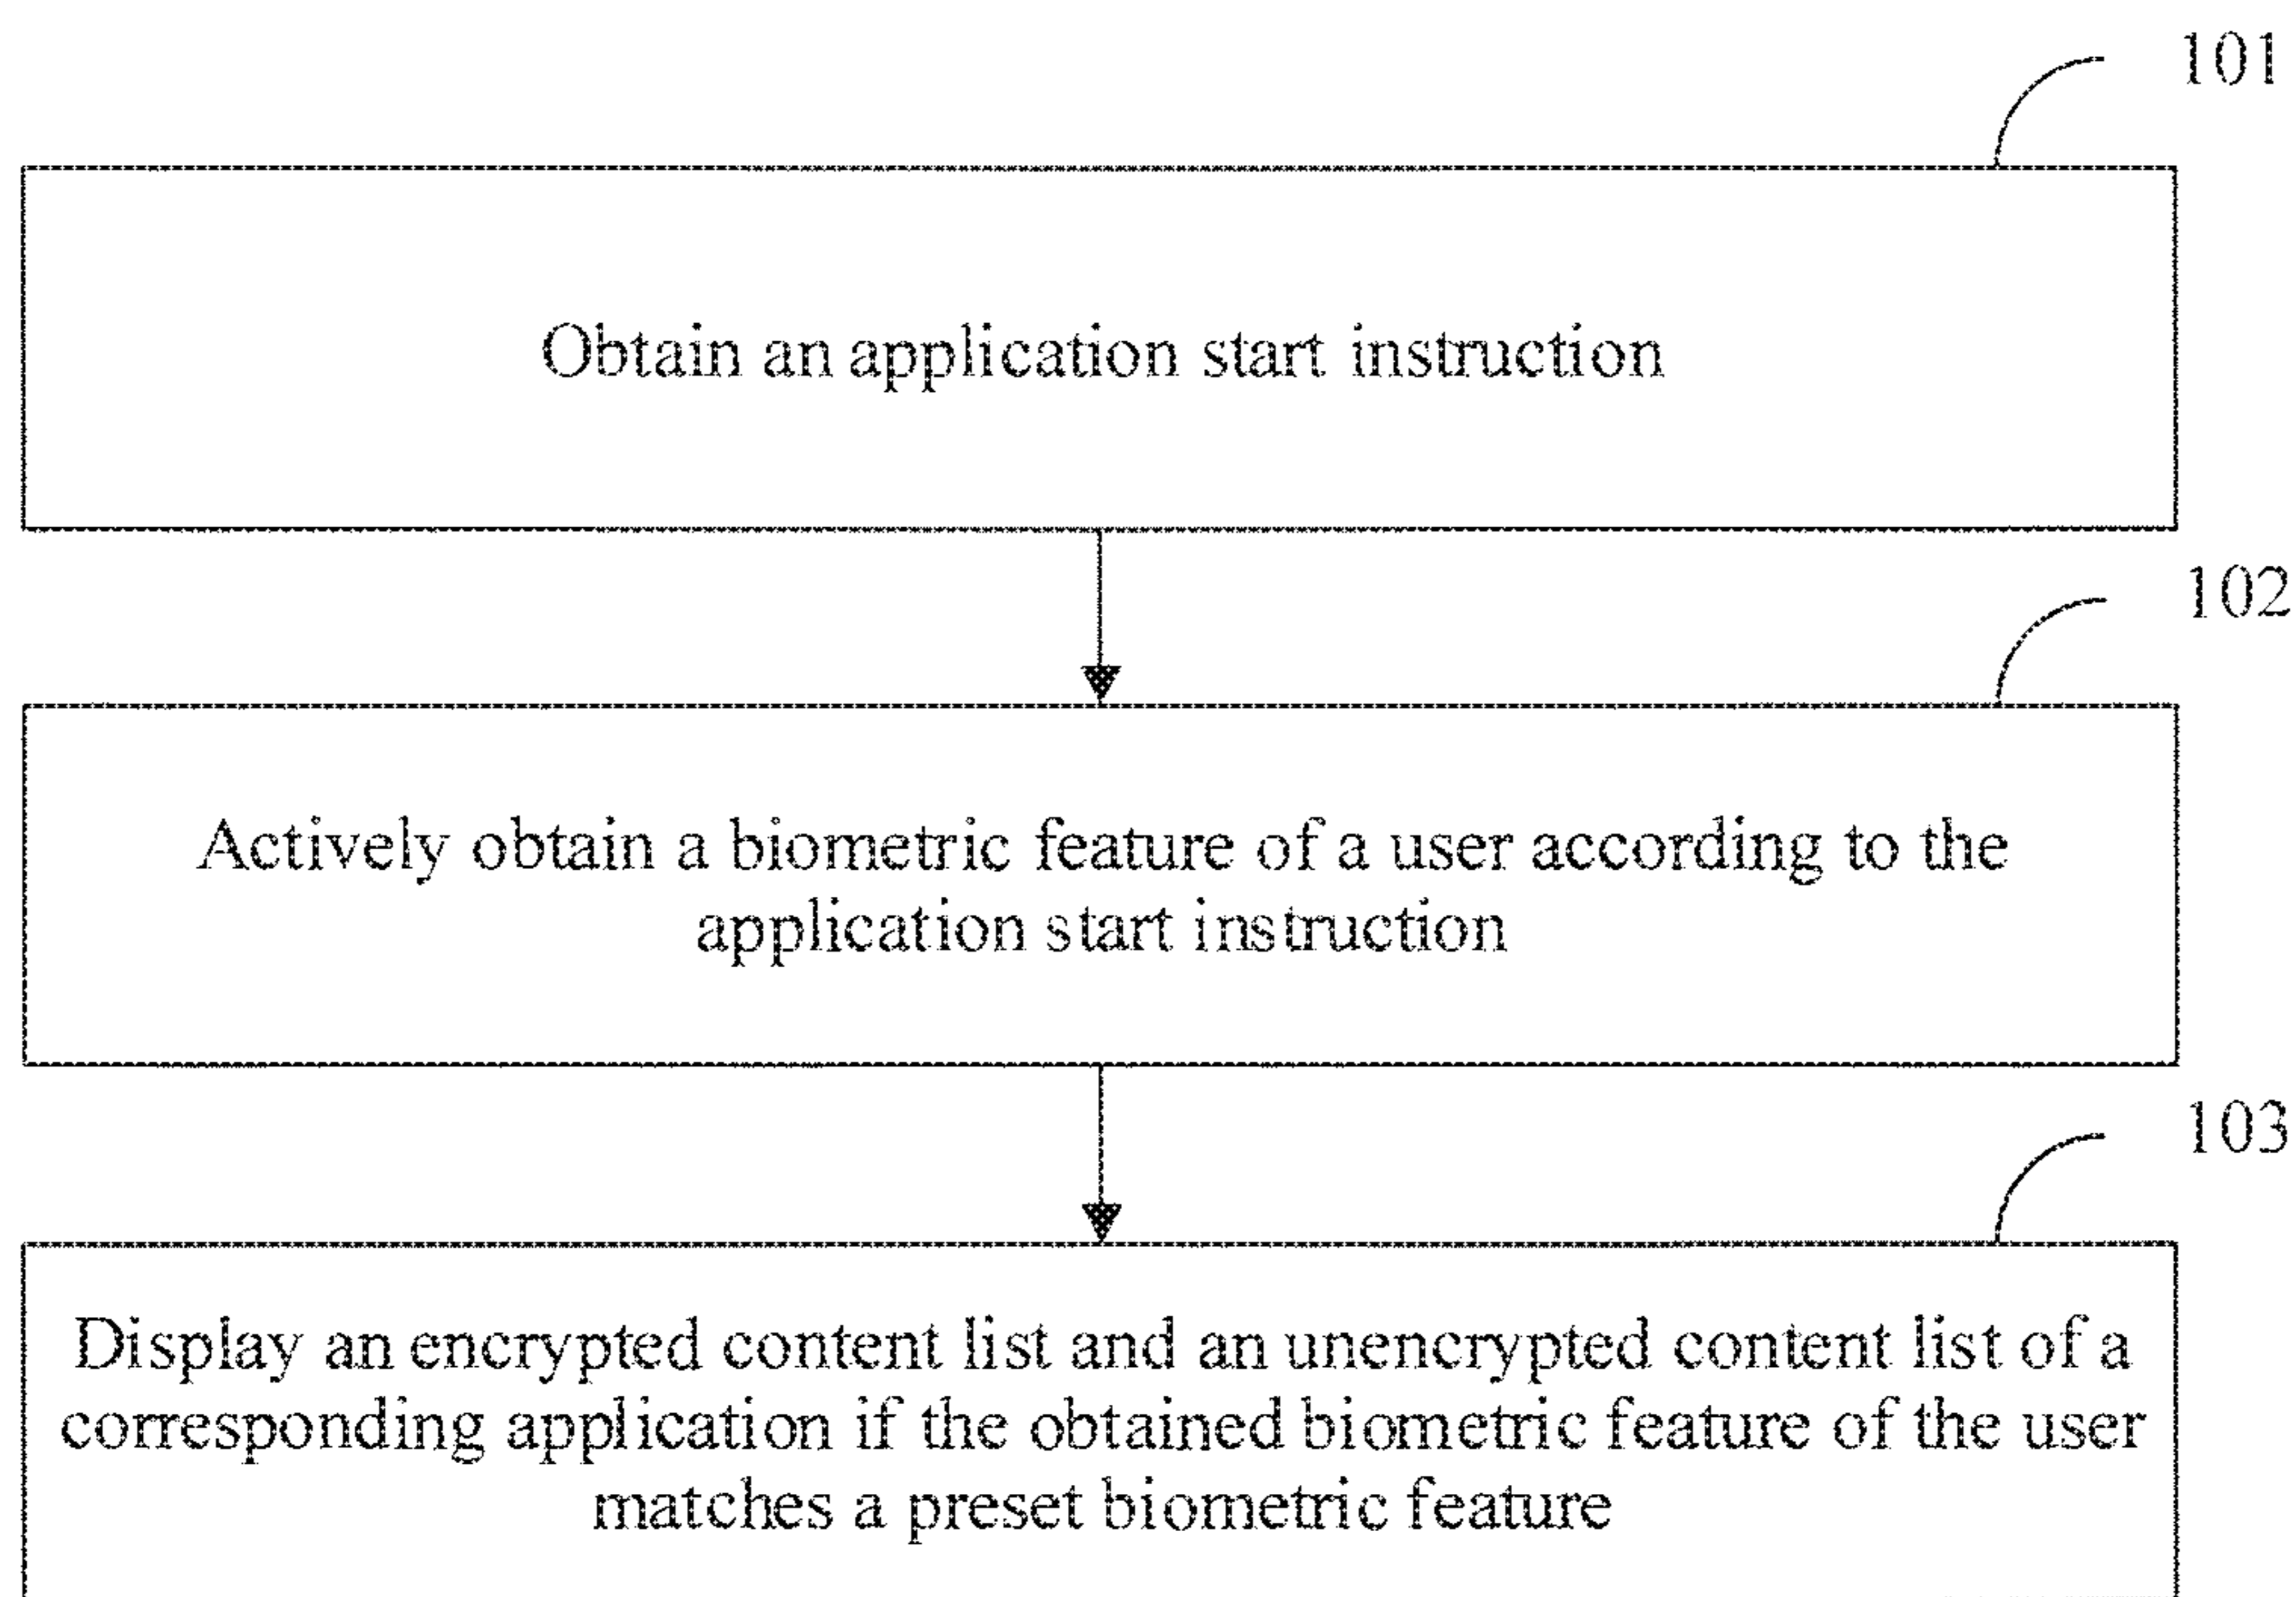 101
Obtain an application start instruction
102
Actively obtain a biometric feature of a user according to the
application start instruction
103
Display an encrypted content list and an unencrypted content list of a
corresponding application if the obtained biometric feature of the user
matches a preset biometric feature